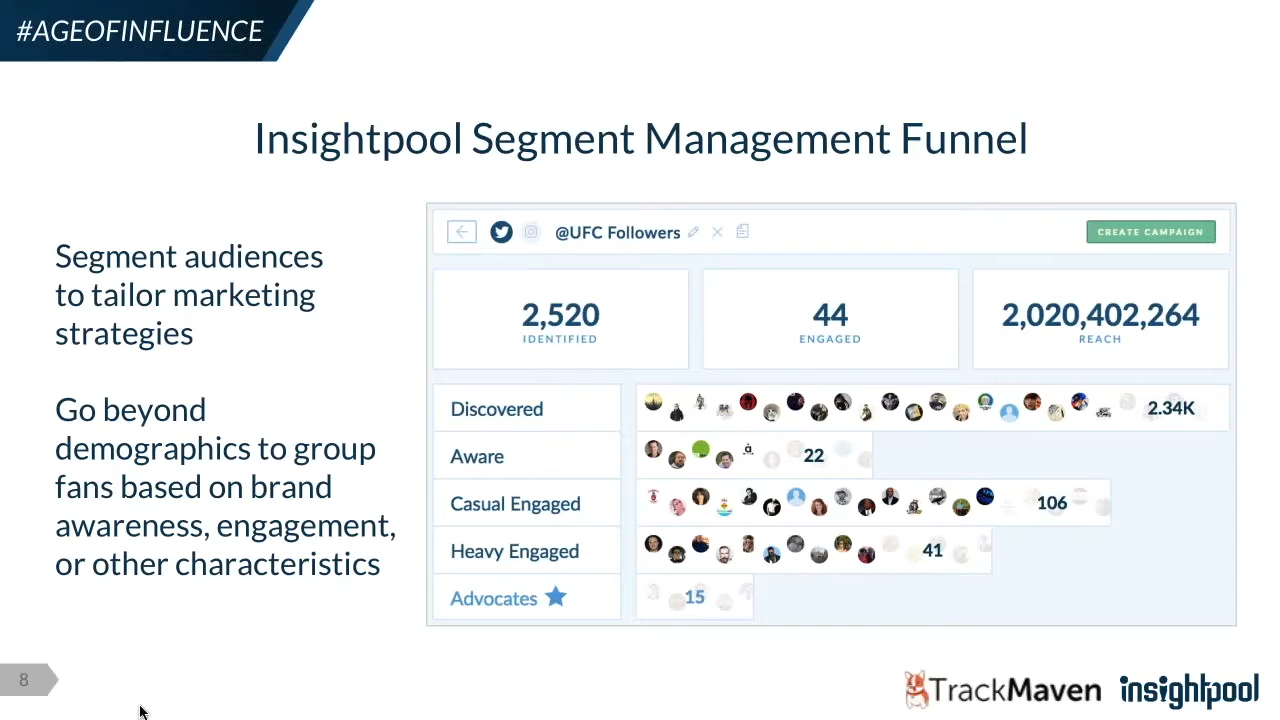 #AGEOFINFLUENCE
Insightpool Segment Management Funnel
Segment audiences
to tailor marketing
strategies
Go beyond
demographics to group
fans based on brand
awareness, engagement,
or other characteristics
@UFC Followers
CREATE CAMPAIGN
2,520
IDENTIFIED
44
ENGAGED
2,020,402,264
REACH
Discovered
2.34K
Aware
22
Casual Engaged
106
Heavy Engaged
41
Advocates
15
8
TrackMaven
insightpool